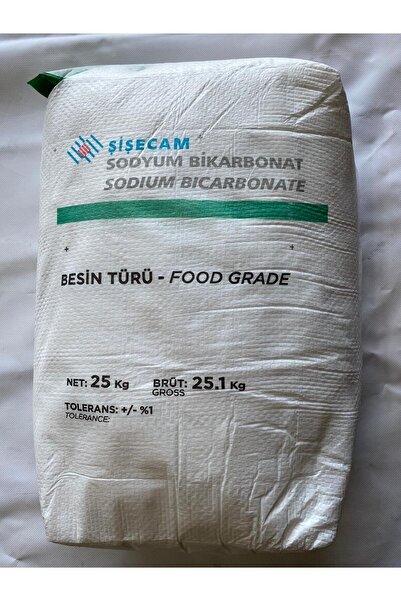 ŞİŞECAM
SODYUM BİKARBONAT
SODIUM BICARBONATE
BESİN TÜRÜ - FOOD GRADE
NET: 25 Kg BRÜT: 25.1 Kg
GROSS
TOLERANS: +/- %1
TOLERANCE: